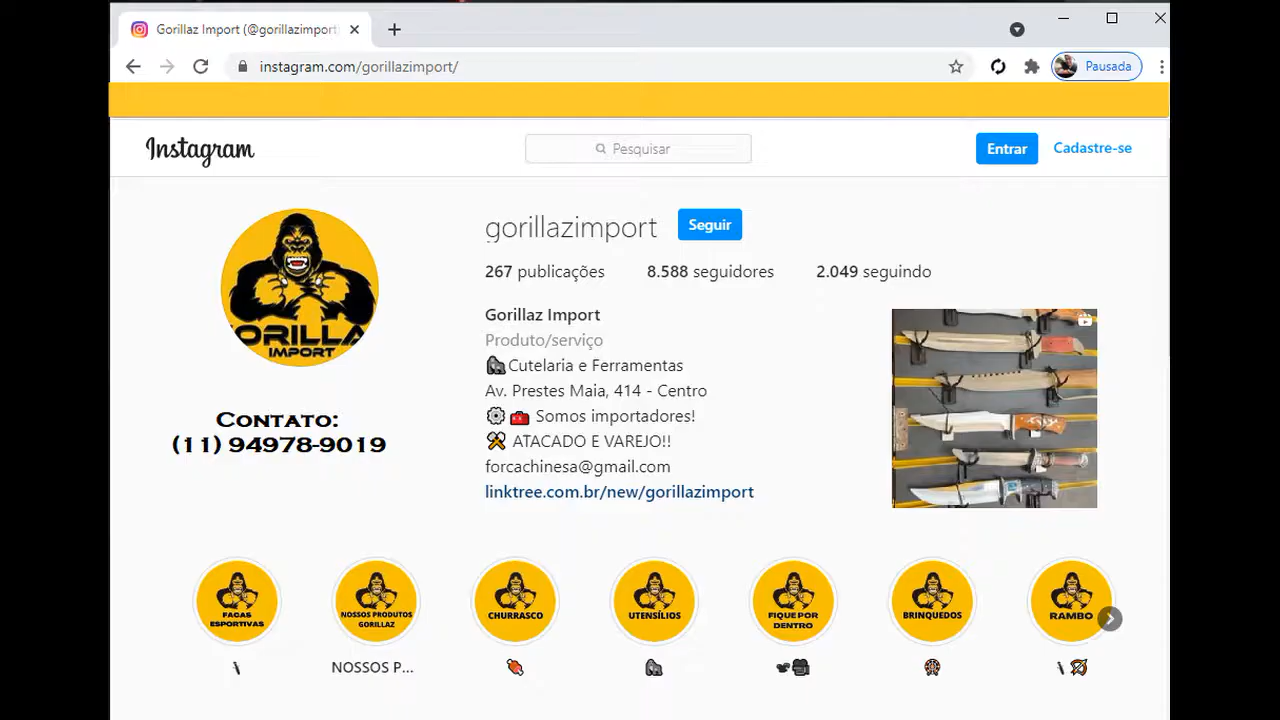 Gorillaz Import (@gorillazimport
instagram.com/gorillazimport/
Pausada
Instagram
Pesquisar
Entrar
Cadastre-se
gorillazimport
Seguir
267 publicações
8.588 seguidores
2.049 seguindo
GORILLA
IMPORT
Contato:
(11) 94978-9019
Gorillaz Import
Produto/serviço
Cutelaria e Ferramentas
Av. Prestes Maia, 414 - Centro
Somos importadores!
ATACADO E VAREJO!!
forcachinesa@gmail.com
linktree.com.br/new/gorillazimport
FACAS
ESPORTIVAS
NOSSOS PRODUTOS
GORILLAZ
CHURRASCO
UTENSÍLIOS
FIQUE POR
DENTRO
BRINQUEDOS
RAMBO
NOSSOS P...